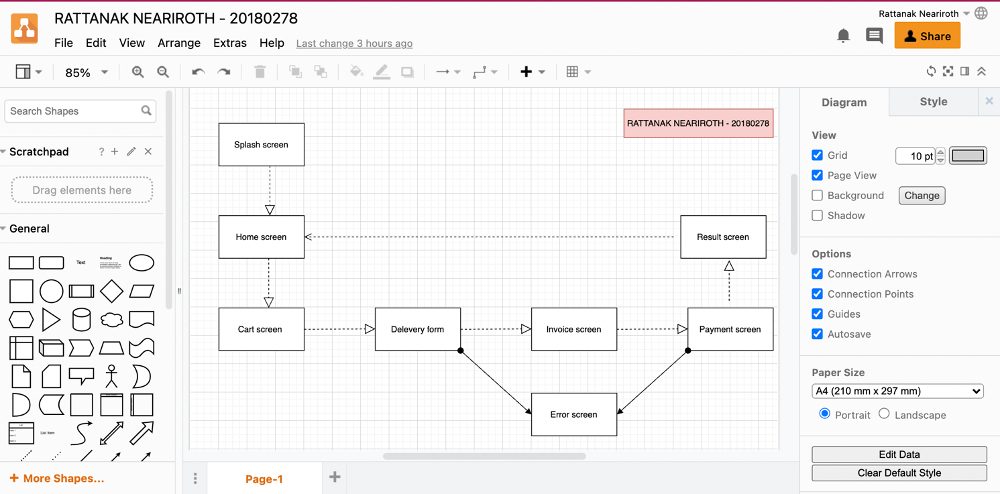 RATTANAK NEARIROTH - 20180278
Rattanak Neariroth
File Edit View Arrange Extras Help Last change 3 hours ago
Share
85%
Search Shapes
Scratchpad
?
Drag elements here
General
Text
Heading
List Item
+ More Shapes...
RATTANAK NEARIROTH - 20180278
Splash screen
Home screen
Result screen
Cart screen
Delevery form
Invoice screen
Payment screen
Error screen
Page-1
Diagram
Style
View
Grid
10 pt
Page View
Background
Change
Shadow
Options
Connection Arrows
Connection Points
Guides
Autosave
Paper Size
A4 (210 mm x 297 mm)
Portrait
Landscape
Edit Data
Clear Default Style